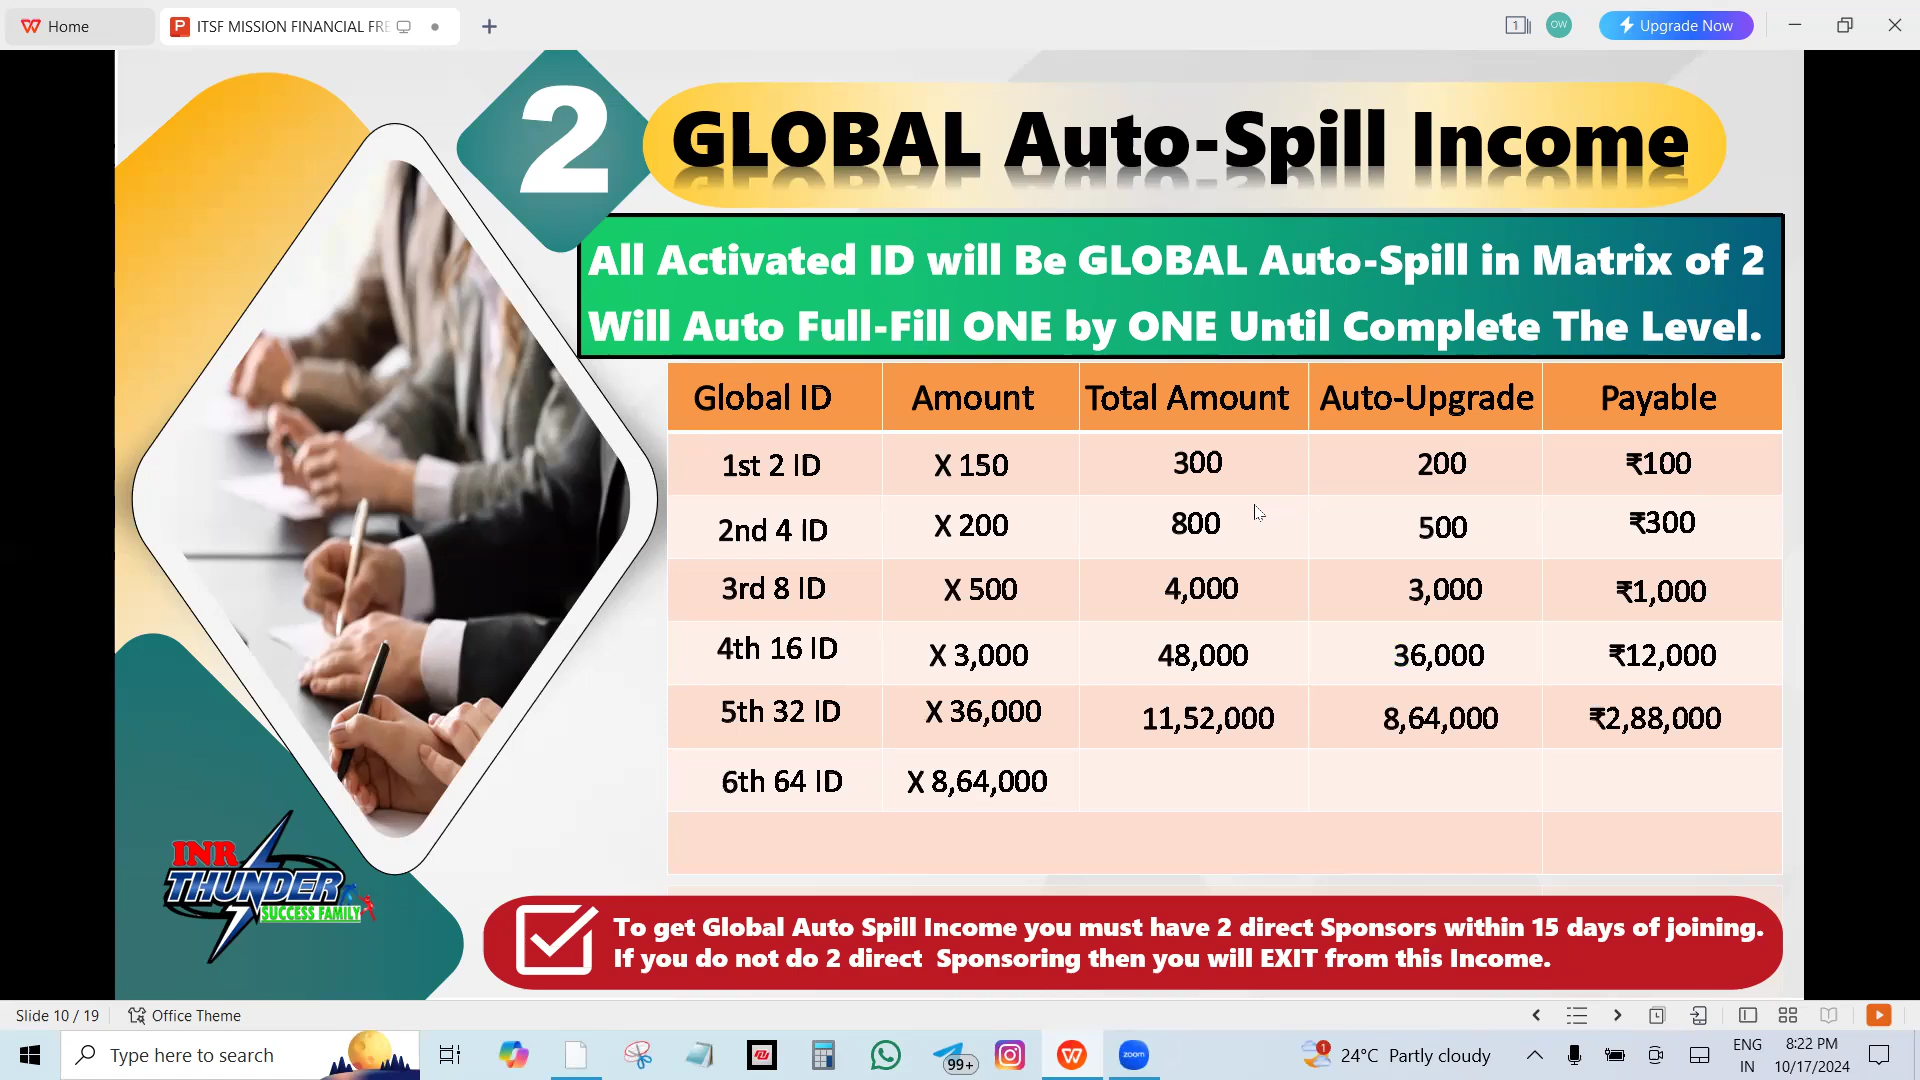 Home
ITSF MISSION FINANCIAL FRE
1
OW
Upgrade Now
2
GLOBAL Auto-Spill Income
All Activated ID will Be GLOBAL Auto-Spill in Matrix of 2
Will Auto Full-Fill ONE by ONE Until Complete The Level.
Global ID Amount Total Amount Auto-Upgrade Payable
1st 2 ID X 150 300 200 ₹100
2nd 4 ID X 200 800 500 ₹300
3rd 8 ID X 500 4,000 3,000 ₹1,000
4th 16 ID X 3,000 48,000 36,000 ₹12,000
5th 32 ID X 36,000 11,52,000 8,64,000 ₹2,88,000
6th 64 ID X 8,64,000
INR
THUNDER
SUCCESS FAMILY
To get Global Auto Spill Income you must have 2 direct Sponsors within 15 days of joining.
If you do not do 2 direct Sponsoring then you will EXIT from this Income.
Slide 10 / 19 Office Theme
Type here to search
99+
zoom
1
24°C Partly cloudy
ENG
IN
8:22 PM
10/17/2024